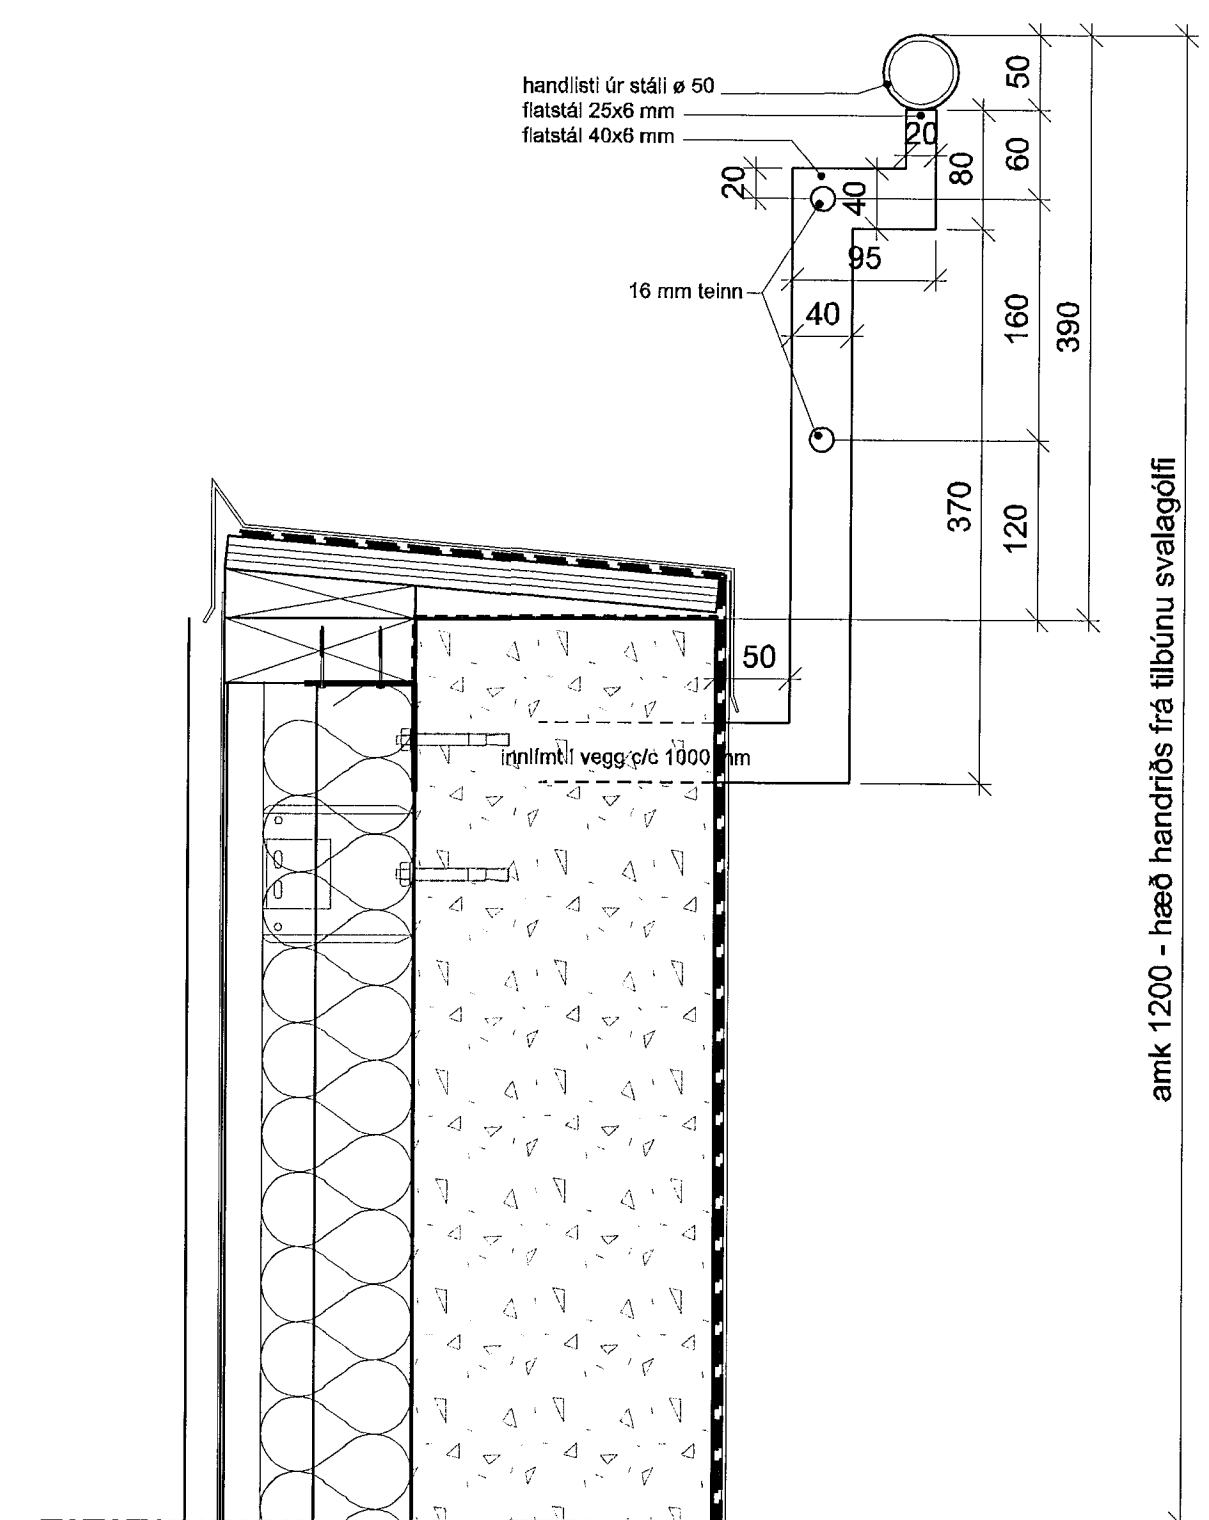 handlisti úr stáli ø 50
flatstál 25x6 mm
flatstál 40x6 mm
50
20
60
80
20
40
95
16 mm teinn
40
160
390
370
120
50
innlímt í vegg c/c 1000 mm
amk 1200 - hæð handriðs frá tilbúnu svalagólfi